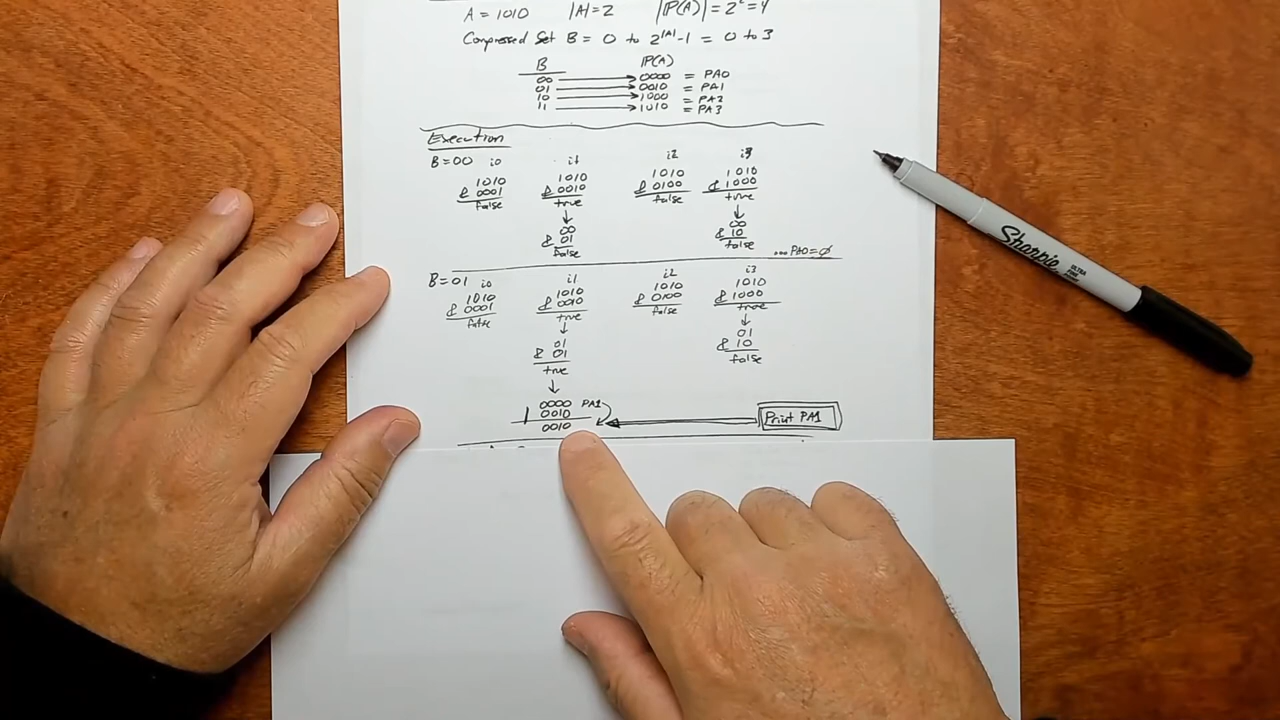 A = 1010 |A| = 2 |P(A)| = 2² = 4
Compressed Set B = 0 to 2^|A|-1 = 0 to 3
B P(A)
00 → 0000 = PA0
01 → 0010 = PA1
10 → 1000 = PA2
11 → 1010 = PA3
Execution
B=00 i0 i1 i2 i3
1010 1010 1010 1010
& 0001 & 0010 & 0100 & 1000
false true false true
↓ ↓
00 00
& 01 & 10
false false
...PA0=∅
B=01 i0 i1 i2 i3
1010 1010 1010 1010
& 0001 & 0010 & 0100 & 1000
false true false true
↓ ↓
01 01
& 01 & 10
true false
↓
0000 PA1
| 0010 Print PA1
0010
Sharpie
ULTRA FINE